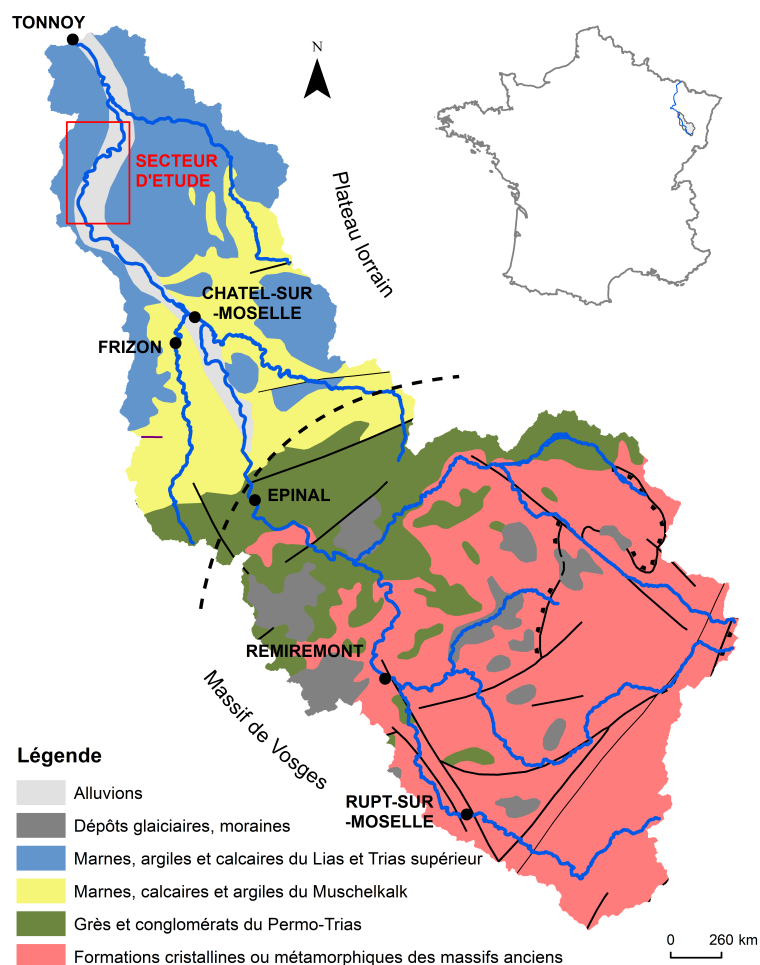 TONNOY
N
SECTEUR
D'ETUDE
Plateau lorrain
CHATEL-SUR
-MOSELLE
FRIZON
EPINAL
REMIREMONT
Massif de Vosges
RUPT-SUR
-MOSELLE
Légende
Alluvions
Dépôts glaiciaires, moraines
Marnes, argiles et calcaires du Lias et Trias supérieur
Marnes, calcaires et argiles du Muschelkalk
Grès et conglomérats du Permo-Trias
Formations cristallines ou métamorphiques des massifs anciens
0 260 km